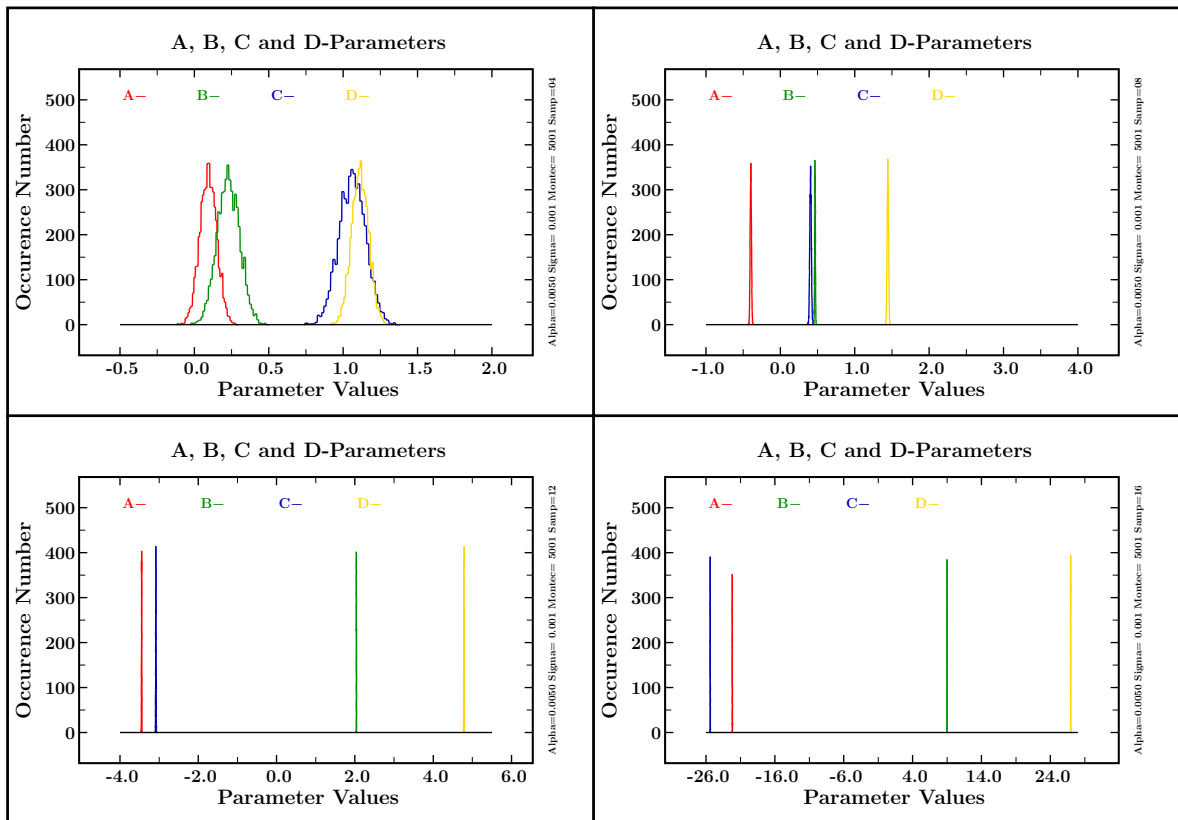 A, B, C and D-Parameters
500
400
300
200
100
0
A– B– C– D–
Occurence Number
-0.5 0.0 0.5 1.0 1.5 2.0
Parameter Values
Alpha=0.0050 Sigma= 0.001 Montec= 5001 Samp=04
A, B, C and D-Parameters
500
400
300
200
100
0
A– B– C– D–
Occurence Number
-1.0 0.0 1.0 2.0 3.0 4.0
Parameter Values
Alpha=0.0050 Sigma= 0.001 Montec= 5001 Samp=08
A, B, C and D-Parameters
500
400
300
200
100
0
A– B– C– D–
Occurence Number
-4.0 -2.0 0.0 2.0 4.0 6.0
Parameter Values
Alpha=0.0050 Sigma= 0.001 Montec= 5001 Samp=12
A, B, C and D-Parameters
500
400
300
200
100
0
A– B– C– D–
Occurence Number
-26.0 -16.0 -6.0 4.0 14.0 24.0
Parameter Values
Alpha=0.0050 Sigma= 0.001 Montec= 5001 Samp=16